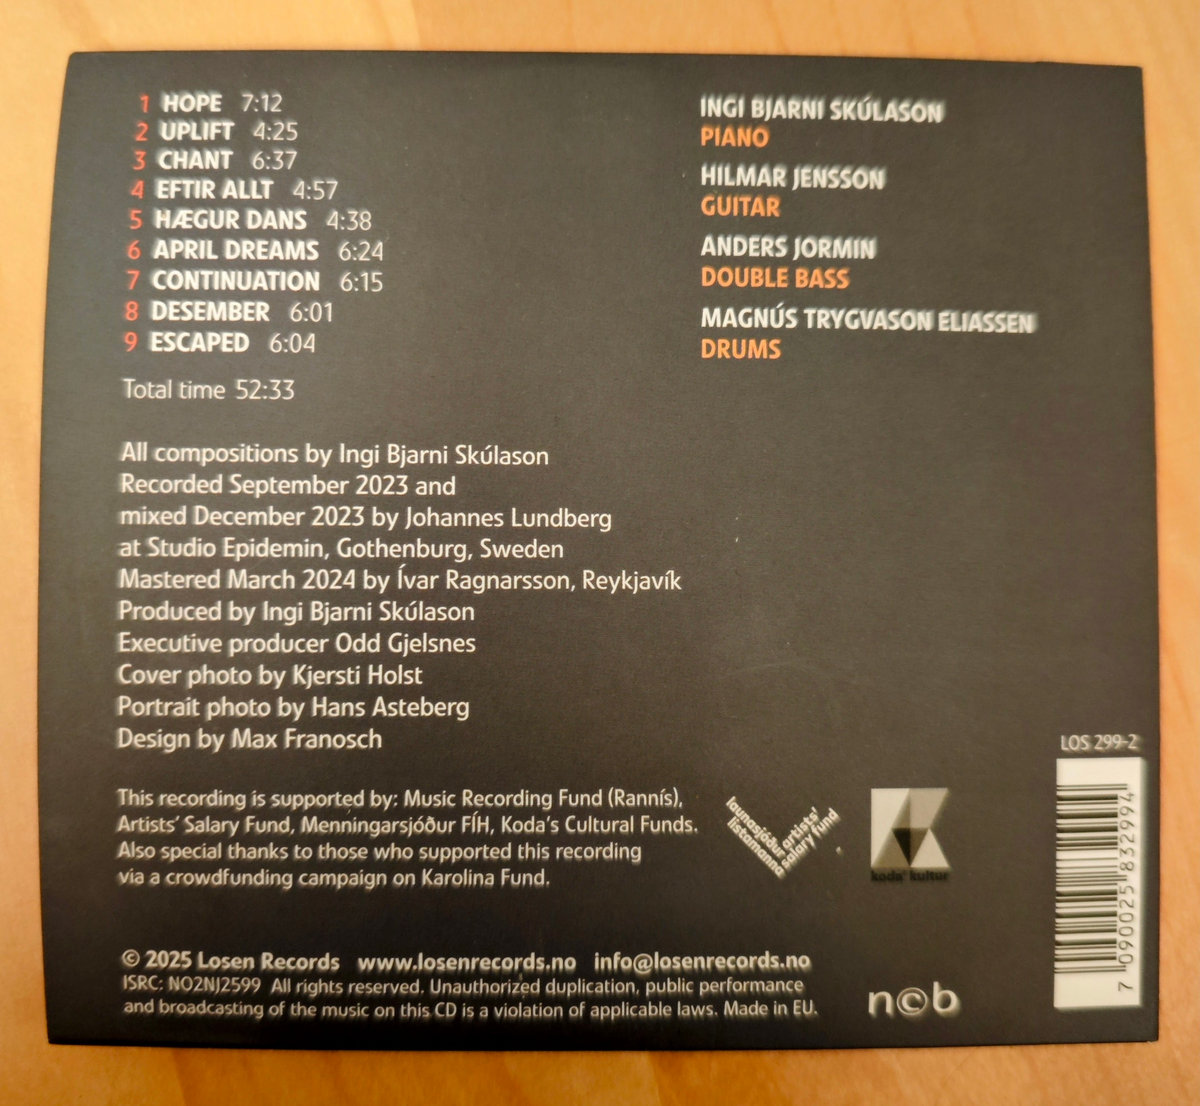 1 HOPE 7:12
2 UPLIFT 4:25
3 CHANT 6:37
4 EFTIR ALLT 4:57
5 HÆGUR DANS 4:38
6 APRIL DREAMS 6:24
7 CONTINUATION 6:15
8 DESEMBER 6:01
9 ESCAPED 6:04
Total time 52:33
INGI BJARNI SKÚLASON
PIANO
HILMAR JENSSON
GUITAR
ANDERS JORMIN
DOUBLE BASS
MAGNÚS TRYGVASON ELIASSEN
DRUMS
All compositions by Ingi Bjarni Skúlason
Recorded September 2023 and
mixed December 2023 by Johannes Lundberg
at Studio Epidemin, Gothenburg, Sweden
Mastered March 2024 by Ívar Ragnarsson, Reykjavík
Produced by Ingi Bjarni Skúlason
Executive producer Odd Gjelsnes
Cover photo by Kjersti Holst
Portrait photo by Hans Asteberg
Design by Max Franosch
This recording is supported by: Music Recording Fund (Rannís),
Artists' Salary Fund, Menningarsjóður FÍH, Koda's Cultural Funds.
Also special thanks to those who supported this recording
via a crowdfunding campaign on Karolina Fund.
launasjóður
listamanna
artists'
salary fund
koda* kultur
LOS 299-2
7 090025 832994
© 2025 Losen Records www.losenrecords.no info@losenrecords.no
ISRC: NO2NJ2599 All rights reserved. Unauthorized duplication, public performance
and broadcasting of the music on this CD is a violation of applicable laws. Made in EU.
n©b